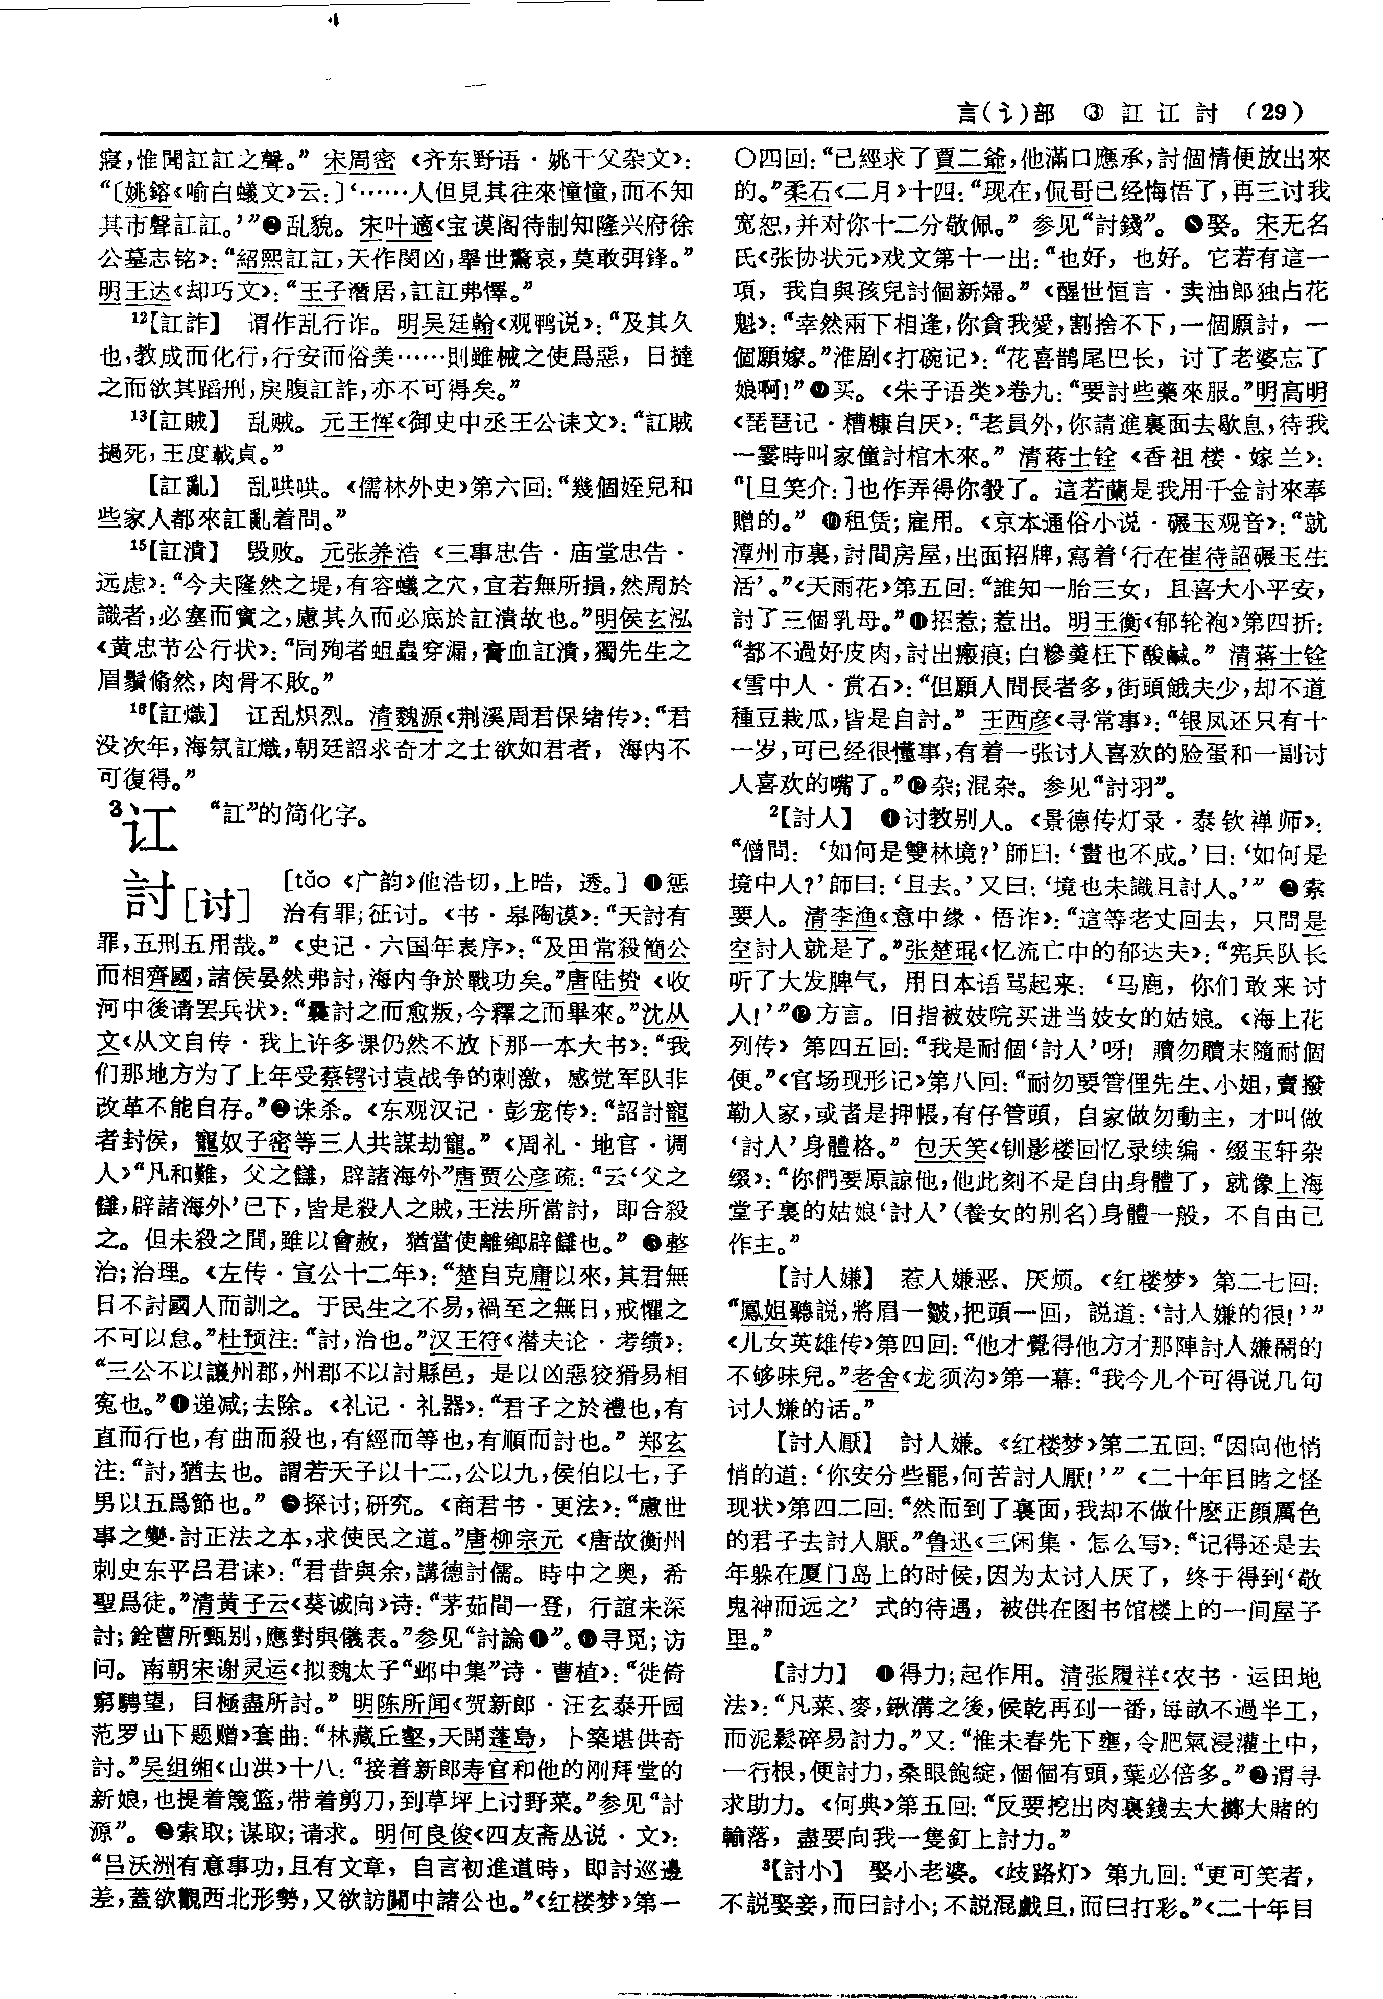 言(讠)部 ③ 訌 讧 討 (29)
寢,惟聞訌訌之聲。” 宋周密《齐东野语·姚干父杂文》:
“〔姚鎔《喻白蟻文》云:〕‘……人但見其往來憧憧,而不知
其市聲訌訌。’”❷乱貌。宋叶適《宝谟阁待制知隆兴府徐
公墓志铭》:“紹熙訌訌,天作閔凶,舉世驚哀,莫敢弭鋒。”
明王达《却巧文》:“王子潛居,訌訌弗懌。”
12【訌詐】 谓作乱行诈。明吴廷翰《观鸭说》:“及其久
也,教成而化行,行安而俗美……則雖械之使爲惡,日撻
之而欲其蹈刑,戾腹訌詐,亦不可得矣。”
13【訌賊】 乱贼。元王恽《御史中丞王公诔文》:“訌賊
撾死,王度載貞。”
【訌亂】 乱哄哄。《儒林外史》第六回:“幾個姪兒和
些家人都來訌亂着問。”
15【訌潰】 毁败。元张养浩《三事忠告·庙堂忠告·
远虑》:“今夫隆然之堤,有容蟻之穴,宜若無所損,然周於
識者,必塞而實之,慮其久而必底於訌潰故也。”明侯玄泓
《黄忠节公行状》:“同殉者蛆蟲穿漏,膏血訌潰,獨先生之
眉鬚翛然,肉骨不敗。”
16【訌熾】 讧乱炽烈。清魏源《荆溪周君保绪传》:“君
没次年,海氛訌熾,朝廷詔求奇才之士欲如君者,海内不
可復得。”
3讧 “訌”的简化字。
討[讨] [tǎo 《广韵》他浩切,上晧,透。] ❶惩
治有罪;征讨。《书·皋陶谟》:“天討有
罪,五刑五用哉。”《史记·六国年表序》:“及田常殺簡公
而相齊國,諸侯晏然弗討,海内争於戰功矣。”唐陆贽《收
河中後请罢兵状》:“曩討之而愈叛,今釋之而畢來。”沈从
文《从文自传·我上许多课仍然不放下那一本大书》:“我
们那地方为了上年受蔡锷讨袁战争的刺激,感觉军队非
改革不能自存。”❷诛杀。《东观汉记·彭宠传》:“詔討寵
者封侯,寵奴子密等三人共謀劫寵。”《周礼·地官·调
人》“凡和難,父之讎,辟諸海外”唐贾公彦疏:“云‘父之
讎,辟諸海外’已下,皆是殺人之賊,王法所當討,即合殺
之。但未殺之間,雖以會赦,猶當使離鄉辟讎也。” ❸整
治;治理。《左传·宣公十二年》:“楚自克庸以來,其君無
日不討國人而訓之。于民生之不易,禍至之無日,戒懼之
不可以怠。”杜预注:“討,治也。”汉王符《潜夫论·考绩》:
“三公不以讓州郡,州郡不以討縣邑,是以凶惡狡猾易相
冤也。”❹递减;去除。《礼记·礼器》:“君子之於禮也,有
直而行也,有曲而殺也,有經而等也,有順而討也。” 郑玄
注:“討,猶去也。謂若天子以十二,公以九,侯伯以七,子
男以五爲節也。” ❺探讨;研究。《商君书·更法》:“慮世
事之變·討正法之本,求使民之道。”唐柳宗元《唐故衡州
刺史东平吕君诔》:“君昔與余,講德討儒。時中之奥,希
聖爲徒。”清黄子云《葵诚向》诗:“茅茹間一登,行誼未深
討;銓曹所甄别,應對與儀表。”参见“討論❶”。❻寻觅;访
问。南朝宋谢灵运《拟魏太子“邺中集”诗·曹植》:“徙倚
窮騁望,目極盡所討。” 明陈所闻《贺新郎·汪玄泰开园
范罗山下题赠》套曲:“林藏丘壑,天開蓬島,卜築堪供奇
討。”吴组缃《山洪》十八:“接着新郎寿官和他的刚拜堂的
新娘,也提着篾篮,带着剪刀,到草坪上讨野菜。”参见“討
源”。❼索取;谋取;请求。明何良俊《四友斋丛说·文》:
“吕沃洲有意事功,且有文章,自言初進道時,即討巡邊
差,蓋欲觀西北形勢,又欲訪關中諸公也。”《红楼梦》第一
〇四回:“已經求了賈二爺,他滿口應承,討個情便放出來
的。”柔石《二月》十四:“现在,侃哥已经悔悟了,再三讨我
宽恕,并对你十二分敬佩。” 参见“討錢”。❽娶。宋无名
氏《张协状元》戏文第十一出:“也好,也好。它若有這一
項,我自與孩兒討個新婦。”《醒世恒言·卖油郎独占花
魁》:“幸然兩下相逢,你貪我愛,割捨不下,一個願討,一
個願嫁。”淮剧《打碗记》:“花喜鹊尾巴长,讨了老婆忘了
娘啊!”❾买。《朱子语类》卷九:“要討些藥來服。”明高明
《琵琶记·糟糠自厌》:“老員外,你請進裏面去歇息,待我
一霎時叫家僮討棺木來。” 清蒋士铨《香祖楼·嫁兰》:
“[旦笑介:]也作弄得你彀了。這若蘭是我用千金討來奉
贈的。” ❿租赁;雇用。《京本通俗小说·碾玉观音》:“就
潭州市裏,討間房屋,出面招牌,寫着‘行在崔待詔碾玉生
活’。”《天雨花》第五回:“誰知一胎三女,且喜大小平安,
討了三個乳母。”⓫招惹;惹出。明王衡《郁轮袍》第四折:
“都不過好皮肉,討出瘢痕;白糝羹枉下酸鹹。” 清蒋士铨
《雪中人·赏石》:“但願人間長者多,街頭餓夫少,却不道
種豆栽瓜,皆是自討。” 王西彦《寻常事》:“银凤还只有十
一岁,可已经很懂事,有着一张讨人喜欢的脸蛋和一副讨
人喜欢的嘴了。”⓬杂;混杂。参见“討羽”。
2【討人】 ❶讨教别人。《景德传灯录·泰钦禅师》:
“僧問:‘如何是雙林境?’師曰:‘畫也不成。’曰:‘如何是
境中人?’師曰:‘且去。’又曰:‘境也未識且討人。’” ❷索
要人。清李渔《意中缘·悟诈》:“這等老丈回去,只問是
空討人就是了。”张楚琨《忆流亡中的郁达夫》:“宪兵队长
听了大发脾气,用日本语骂起来:‘马鹿,你们敢来讨
人!’”⓬方言。旧指被妓院买进当妓女的姑娘。《海上花
列传》第四五回:“我是耐個‘討人’呀!贖勿贖末隨耐個
便。”《官场现形记》第八回:“耐勿要管俚先生、小姐,賣撥
勒人家,或者是押帳,有仔管頭,自家做勿動主,才叫做
‘討人’身體格。” 包天笑《钏影楼回忆录续编·缀玉轩杂
缀》:“你們要原諒他,他此刻不是自由身體了,就像上海
堂子裏的姑娘‘討人’(養女的别名)身體一般,不自由己
作主。”
【討人嫌】 惹人嫌恶、厌烦。《红楼梦》第二七回:
“鳳姐聽説,將眉一皺,把頭一回,説道:‘討人嫌的很!’”
《儿女英雄传》第四回:“他才覺得他方才那陣討人嫌鬧的
不够味兒。”老舍《龙须沟》第一幕:“我今儿个可得说几句
讨人嫌的话。”
【討人厭】 討人嫌。《红楼梦》第二五回:“因向他悄
悄的道:‘你安分些罷,何苦討人厭!’”《二十年目睹之怪
现状》第四二回:“然而到了裏面,我却不做什麽正顔厲色
的君子去討人厭。”鲁迅《三闲集·怎么写》:“记得还是去
年躲在厦门岛上的时侯,因为太讨人厌了,终于得到‘敬
鬼神而远之’式的待遇,被供在图书馆楼上的一间屋子
里。”
【討力】 ❶得力;起作用。清张履祥《农书·运田地
法》:“凡菜、麥,鍬溝之後,候乾再到一番,每畝不過半工,
而泥鬆碎易討力。”又:“惟未春先下壅,令肥氣浸灌土中,
一行根,便討力,桑眼飽綻,個個有頭,葉必倍多。”❷谓寻
求助力。《何典》第五回:“反要挖出肉裏錢去大擲大賭的
輸落,盡要向我一隻釘上討力。”
3【討小】 娶小老婆。《歧路灯》第九回:“更可笑者,
不説娶妾,而曰討小;不説混戲旦,而曰打彩。”《二十年目